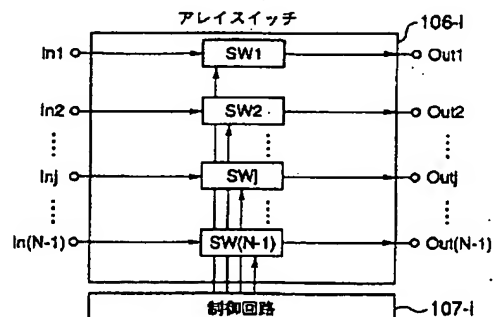 アレイスイッチ
106-i
In1 SW1 Out1
In2 SW2 Out2
Inj SWj Outj
In(N-1) SW(N-1) Out(N-1)
制御回路 107-i